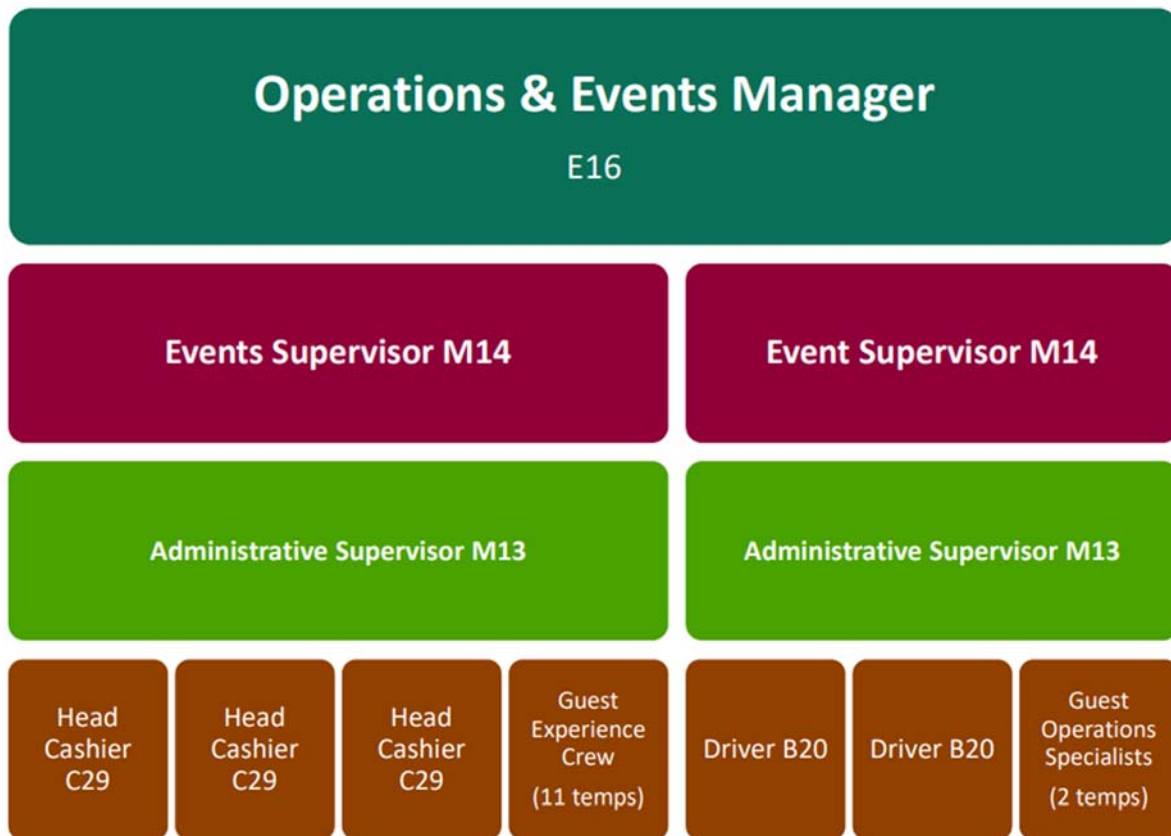 Operations & Events Manager
E16
Events Supervisor M14
Event Supervisor M14
Administrative Supervisor M13
Administrative Supervisor M13
Head
Cashier
C29
Head
Cashier
C29
Head
Cashier
C29
Guest
Experience
Crew
(11 temps)
Driver B20
Driver B20
Guest
Operations
Specialists
(2 temps)